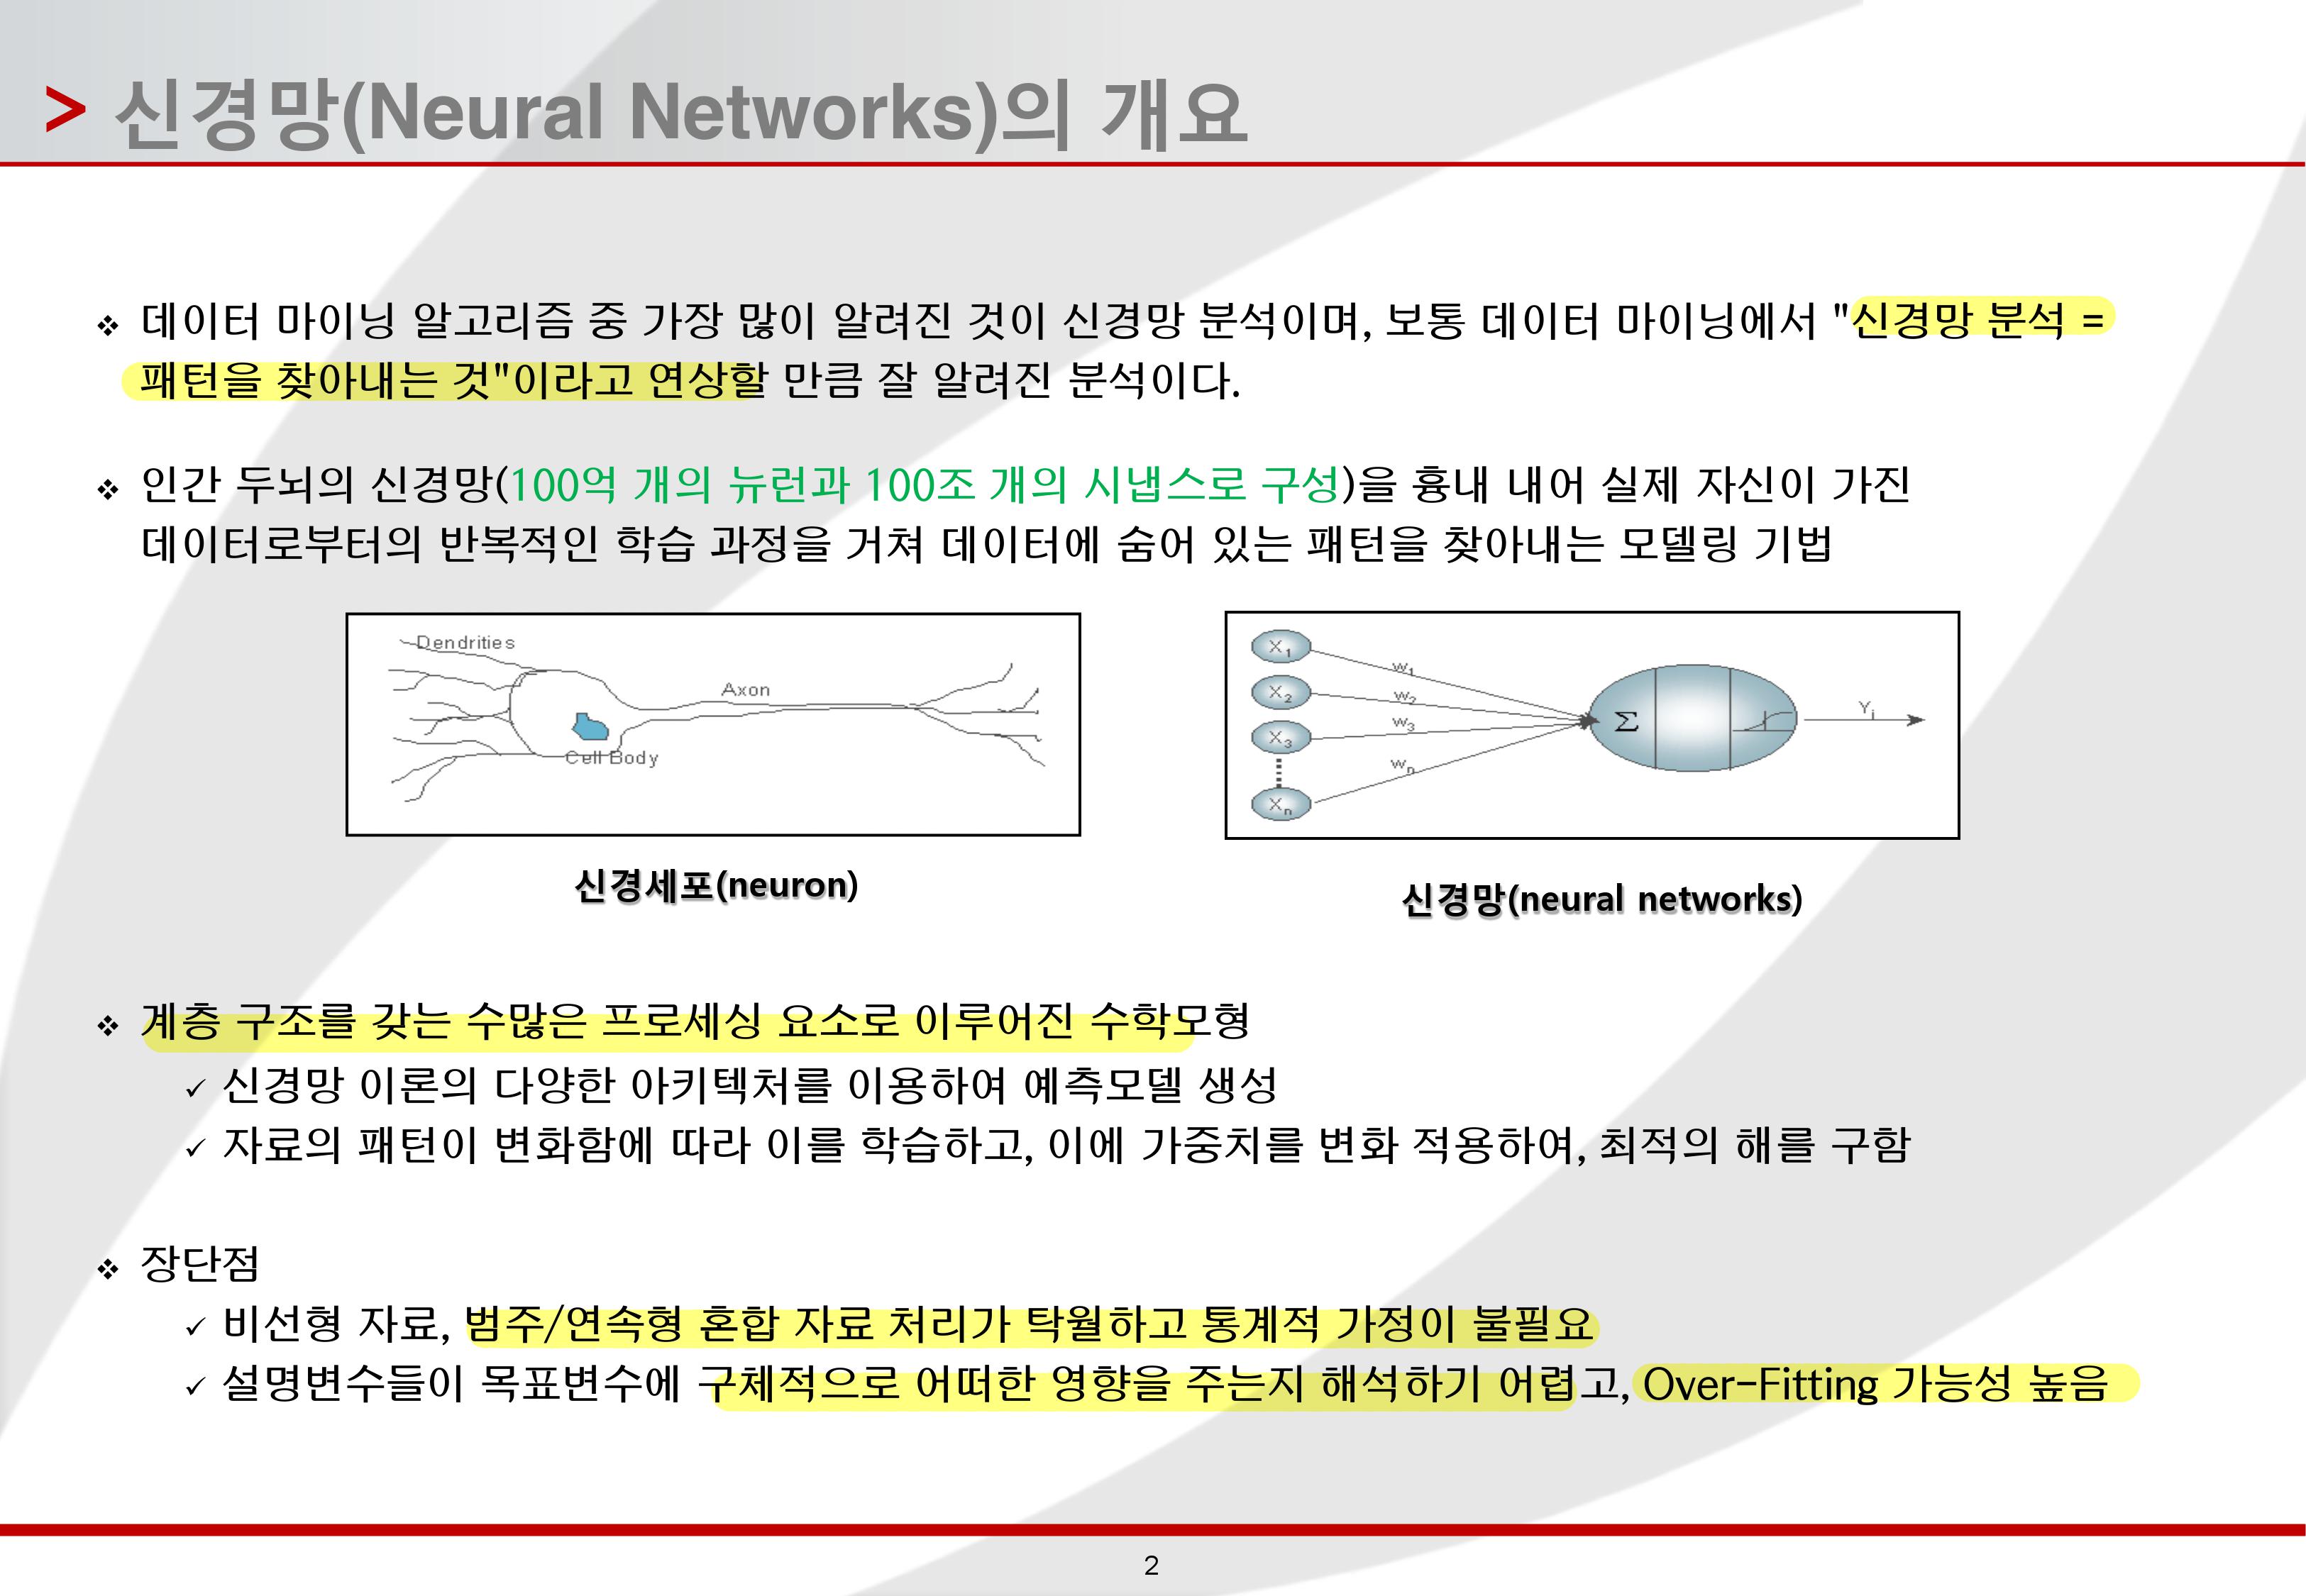 > 신경망(Neural Networks)의 개요
❖ 데이터 마이닝 알고리즘 중 가장 많이 알려진 것이 신경망 분석이며, 보통 데이터 마이닝에서 "신경망 분석 =
패턴을 찾아내는 것"이라고 연상할 만큼 잘 알려진 분석이다.
❖ 인간 두뇌의 신경망(100억 개의 뉴런과 100조 개의 시냅스로 구성)을 흉내 내어 실제 자신이 가진
데이터로부터의 반복적인 학습 과정을 거쳐 데이터에 숨어 있는 패턴을 찾아내는 모델링 기법
Dendrities
Axon
Cell Body
신경세포(neuron)
X1
X2
X3
Xn
w1
w2
w3
wn
Σ
Yi
신경망(neural networks)
❖ 계층 구조를 갖는 수많은 프로세싱 요소로 이루어진 수학모형
✓ 신경망 이론의 다양한 아키텍처를 이용하여 예측모델 생성
✓ 자료의 패턴이 변화함에 따라 이를 학습하고, 이에 가중치를 변화 적용하여, 최적의 해를 구함
❖ 장단점
✓ 비선형 자료, 범주/연속형 혼합 자료 처리가 탁월하고 통계적 가정이 불필요
✓ 설명변수들이 목표변수에 구체적으로 어떠한 영향을 주는지 해석하기 어렵고, Over-Fitting 가능성 높음
2